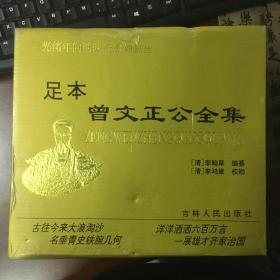 足本
曾文正公全集
ZENGWENZHENGGONGQUANJI
[清]李翰章 编纂
[清]李鸿章 校勘
吉林人民出版社
古往今来大浪淘沙
名垂青史铁腕几何
洋洋洒洒六百万言
一展雄才齐家治国